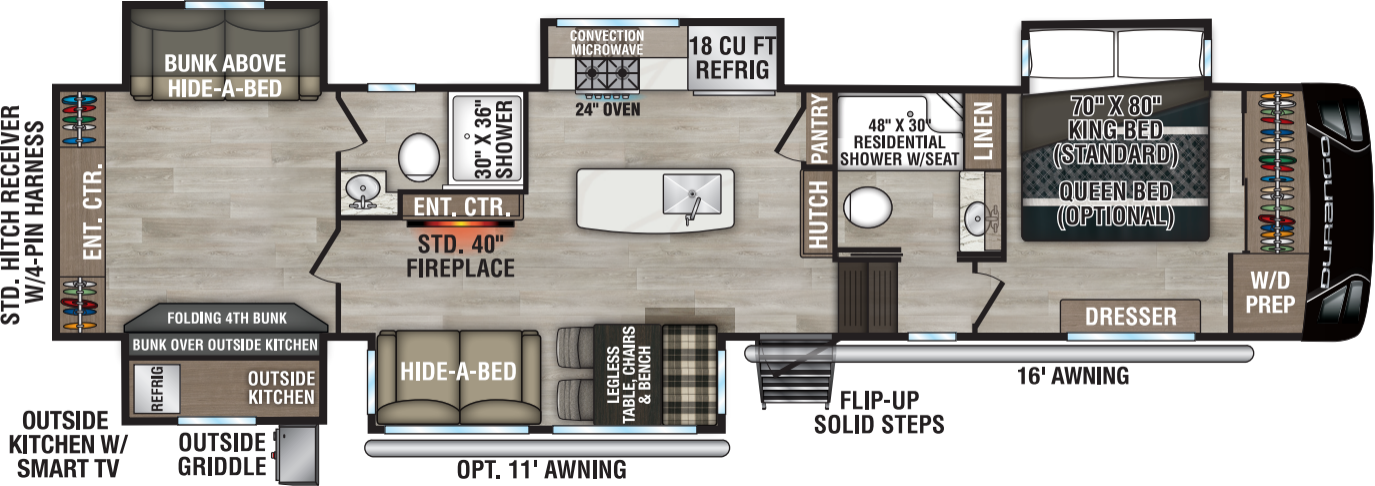 STD. HITCH RECEIVER
W/4-PIN HARNESS
ENT. CTR.
BUNK ABOVE
HIDE-A-BED
FOLDING 4TH BUNK
BUNK OVER OUTSIDE KITCHEN
REFRIG
OUTSIDE
KITCHEN
OUTSIDE
KITCHEN W/
SMART TV
OUTSIDE
GRIDDLE
30" X 36"
SHOWER
ENT. CTR.
STD. 40"
FIREPLACE
CONVECTION
MICROWAVE
24" OVEN
18 CU FT
REFRIG
HIDE-A-BED
LEGLESS
TABLE, CHAIRS
& BENCH
OPT. 11' AWNING
PANTRY
HUTCH
48" X 30"
RESIDENTIAL
SHOWER W/SEAT
LINEN
FLIP-UP
SOLID STEPS
70" X 80"
KING BED
(STANDARD)
QUEEN BED
(OPTIONAL)
DRESSER
16' AWNING
W/D
PREP
DURANGO